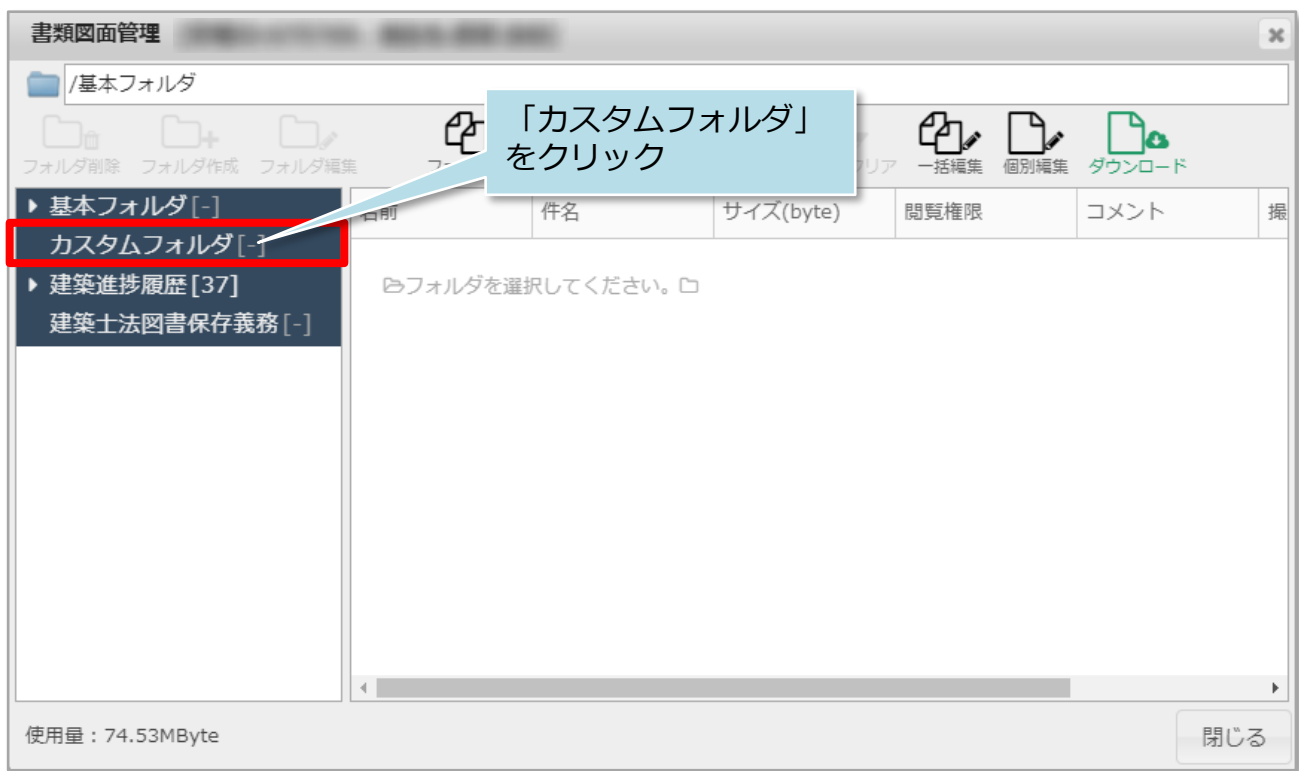 書類図面管理
/基本フォルダ
「カスタムフォルダ」
をクリック
フォルダ削除 フォルダ作成 フォルダ編集 一括編集 個別編集 ダウンロード
基本フォルダ[-]
カスタムフォルダ[-]
建築進捗履歴[37]
建築士法図書保存義務[-]
名前 件名 サイズ(byte) 閲覧権限 コメント 撮
フォルダを選択してください。
使用量：74.53MByte
閉じる